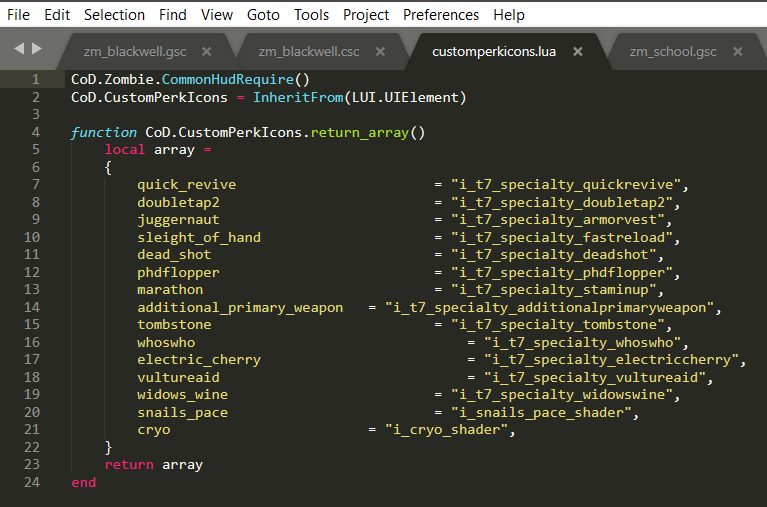 File Edit Selection Find View Goto Tools Project Preferences Help
zm_blackwell.gsc × zm_blackwell.csc × customperkicons.lua × zm_school.gsc ×
1 CoD.Zombie.CommonHudRequire()
2 CoD.CustomPerkIcons = InheritFrom(LUI.UIElement)
3
4 function CoD.CustomPerkIcons.return_array()
5 local array =
6 {
7 quick_revive = "i_t7_specialty_quickrevive",
8 doubletap2 = "i_t7_specialty_doubletap2",
9 juggernaut = "i_t7_specialty_armorvest",
10 sleight_of_hand = "i_t7_specialty_fastreload",
11 dead_shot = "i_t7_specialty_deadshot",
12 phdflopper = "i_t7_specialty_phdflopper",
13 marathon = "i_t7_specialty_staminup",
14 additional_primary_weapon = "i_t7_specialty_additionalprimaryweapon",
15 tombstone = "i_t7_specialty_tombstone",
16 whoswho = "i_t7_specialty_whoswho",
17 electric_cherry = "i_t7_specialty_electriccherry",
18 vultureaid = "i_t7_specialty_vultureaid",
19 widows_wine = "i_t7_specialty_widowswine",
20 snails_pace = "i_snails_pace_shader",
21 cryo = "i_cryo_shader",
22 }
23 return array
24 end